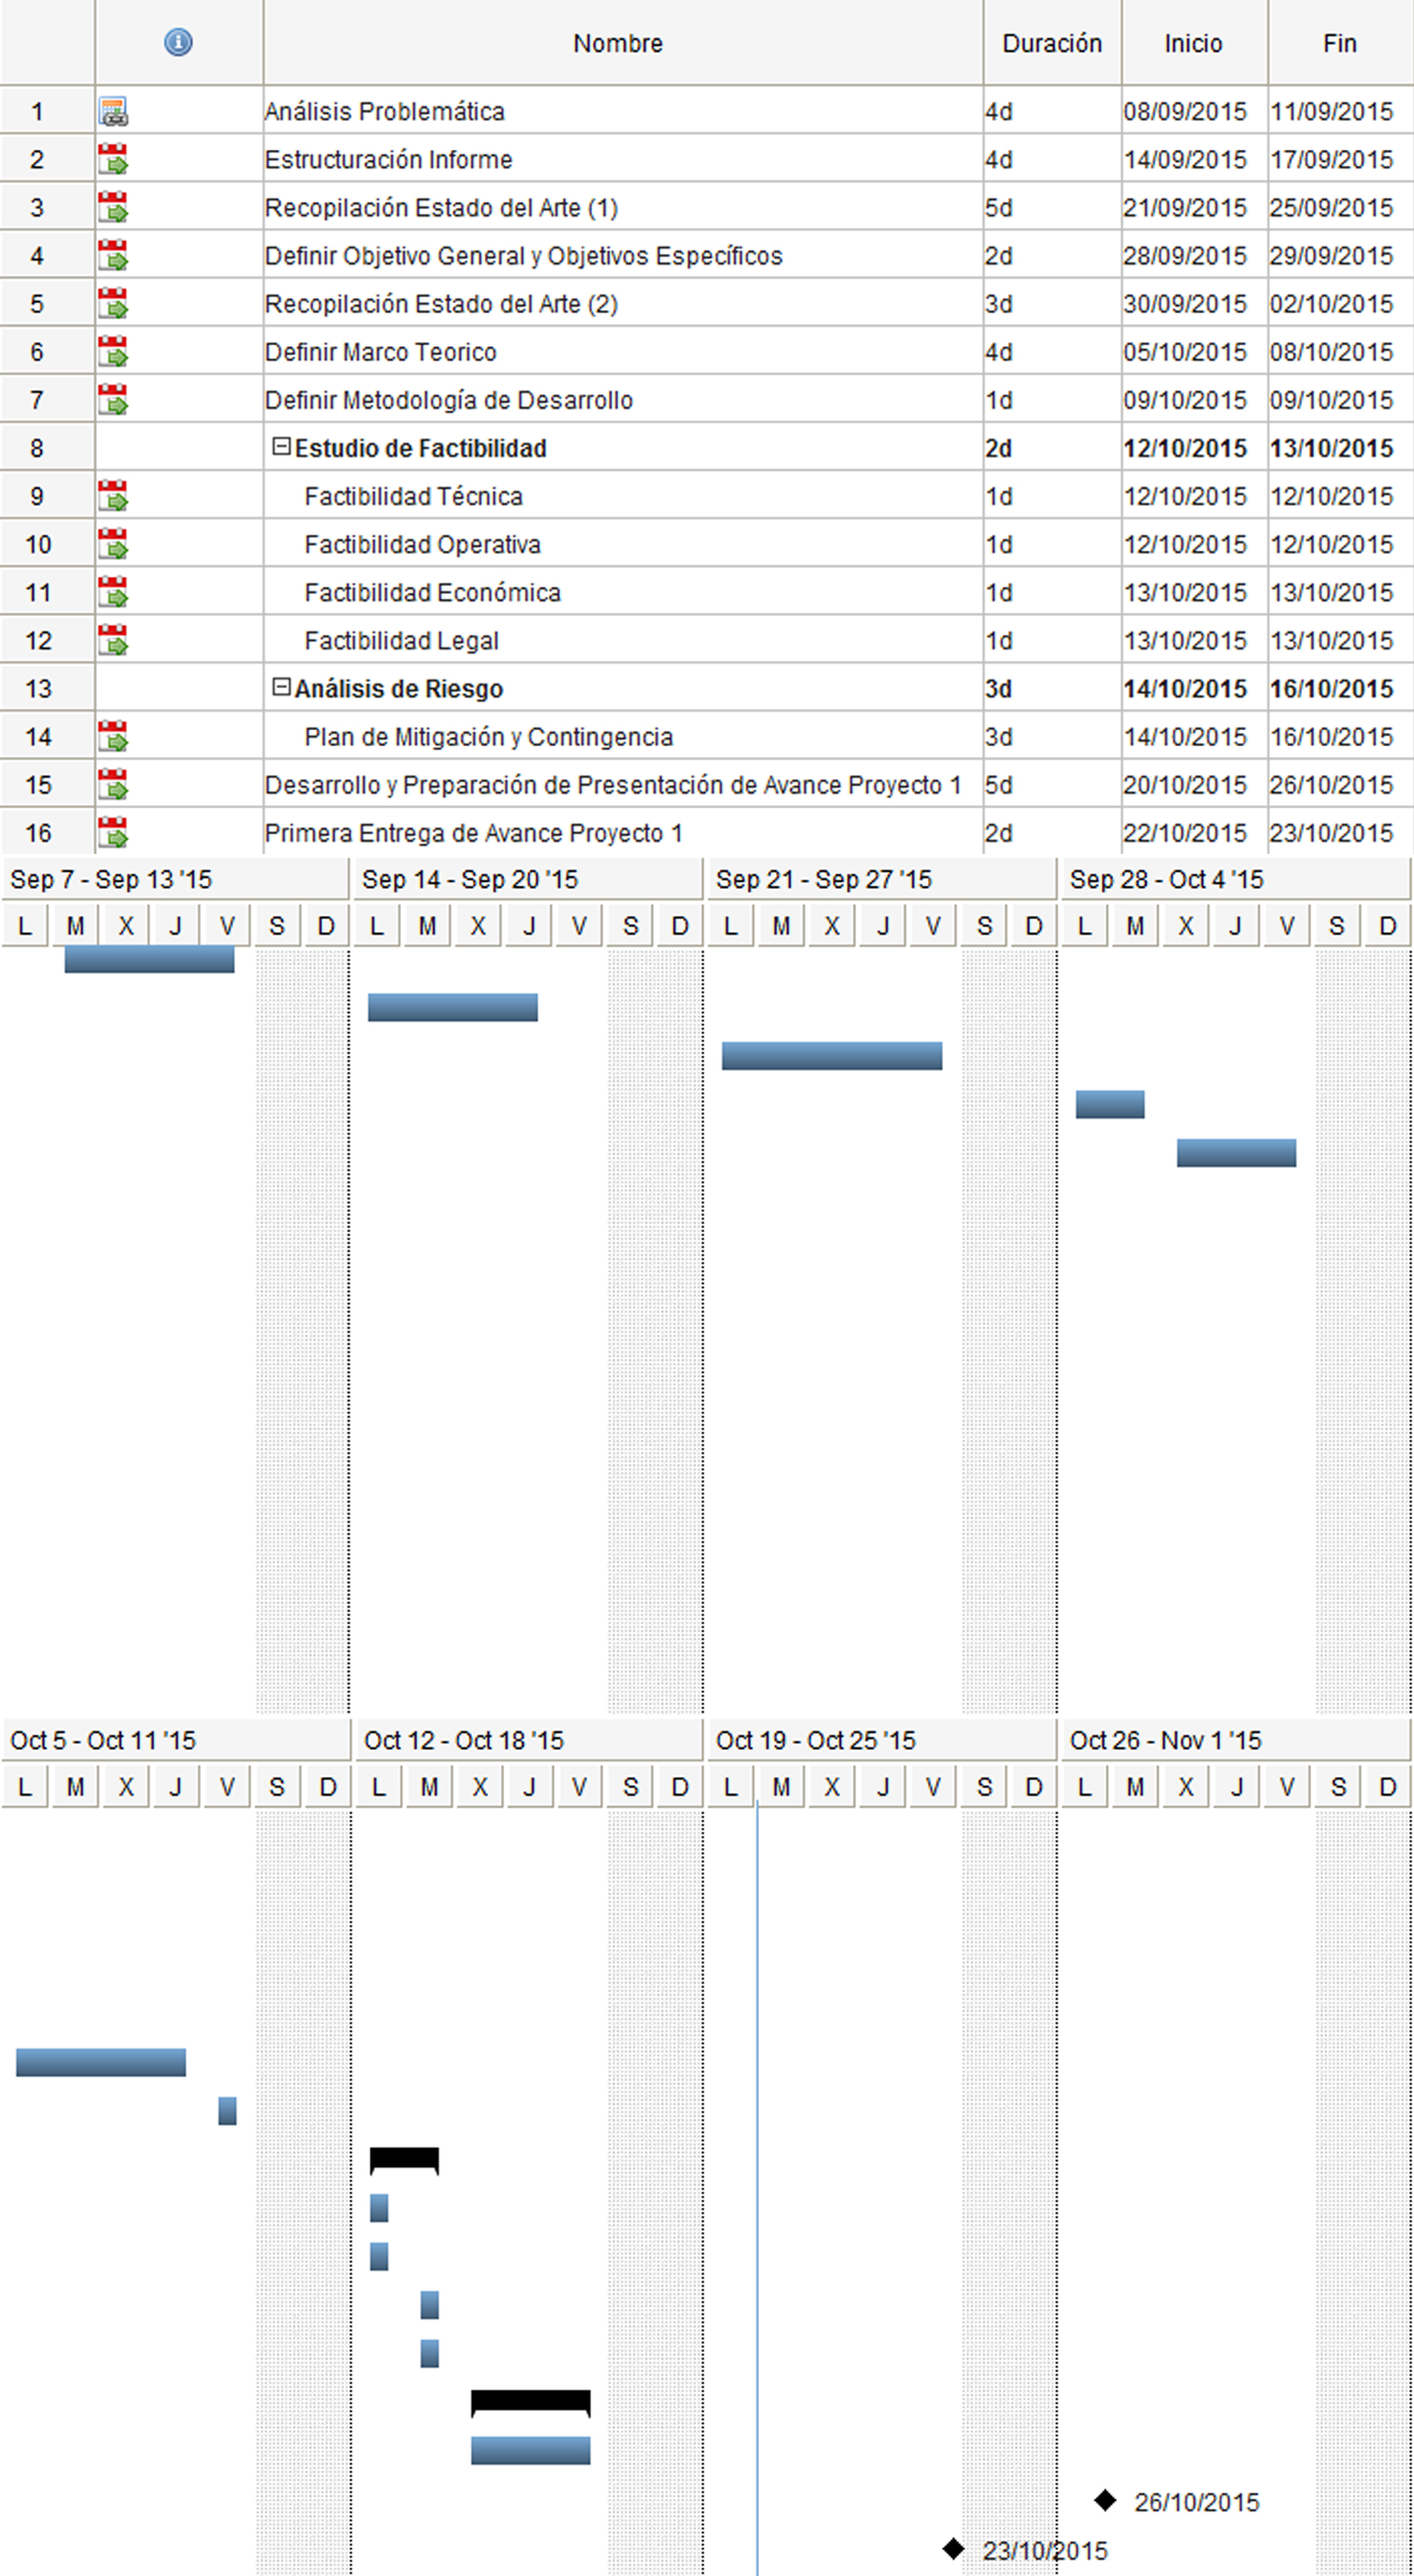 Nombre Duración Inicio Fin
1 Análisis Problemática 4d 08/09/2015 11/09/2015
2 Estructuración Informe 4d 14/09/2015 17/09/2015
3 Recopilación Estado del Arte (1) 5d 21/09/2015 25/09/2015
4 Definir Objetivo General y Objetivos Específicos 2d 28/09/2015 29/09/2015
5 Recopilación Estado del Arte (2) 3d 30/09/2015 02/10/2015
6 Definir Marco Teorico 4d 05/10/2015 08/10/2015
7 Definir Metodología de Desarrollo 1d 09/10/2015 09/10/2015
8 Estudio de Factibilidad 2d 12/10/2015 13/10/2015
9 Factibilidad Técnica 1d 12/10/2015 12/10/2015
10 Factibilidad Operativa 1d 12/10/2015 12/10/2015
11 Factibilidad Económica 1d 13/10/2015 13/10/2015
12 Factibilidad Legal 1d 13/10/2015 13/10/2015
13 Análisis de Riesgo 3d 14/10/2015 16/10/2015
14 Plan de Mitigación y Contingencia 3d 14/10/2015 16/10/2015
15 Desarrollo y Preparación de Presentación de Avance Proyecto 1 5d 20/10/2015 26/10/2015
16 Primera Entrega de Avance Proyecto 1 2d 22/10/2015 23/10/2015
Sep 7 - Sep 13 '15 Sep 14 - Sep 20 '15 Sep 21 - Sep 27 '15 Sep 28 - Oct 4 '15
L M X J V S D L M X J V S D L M X J V S D L M X J V S D
Oct 5 - Oct 11 '15 Oct 12 - Oct 18 '15 Oct 19 - Oct 25 '15 Oct 26 - Nov 1 '15
L M X J V S D L M X J V S D L M X J V S D L M X J V S D
26/10/2015
23/10/2015